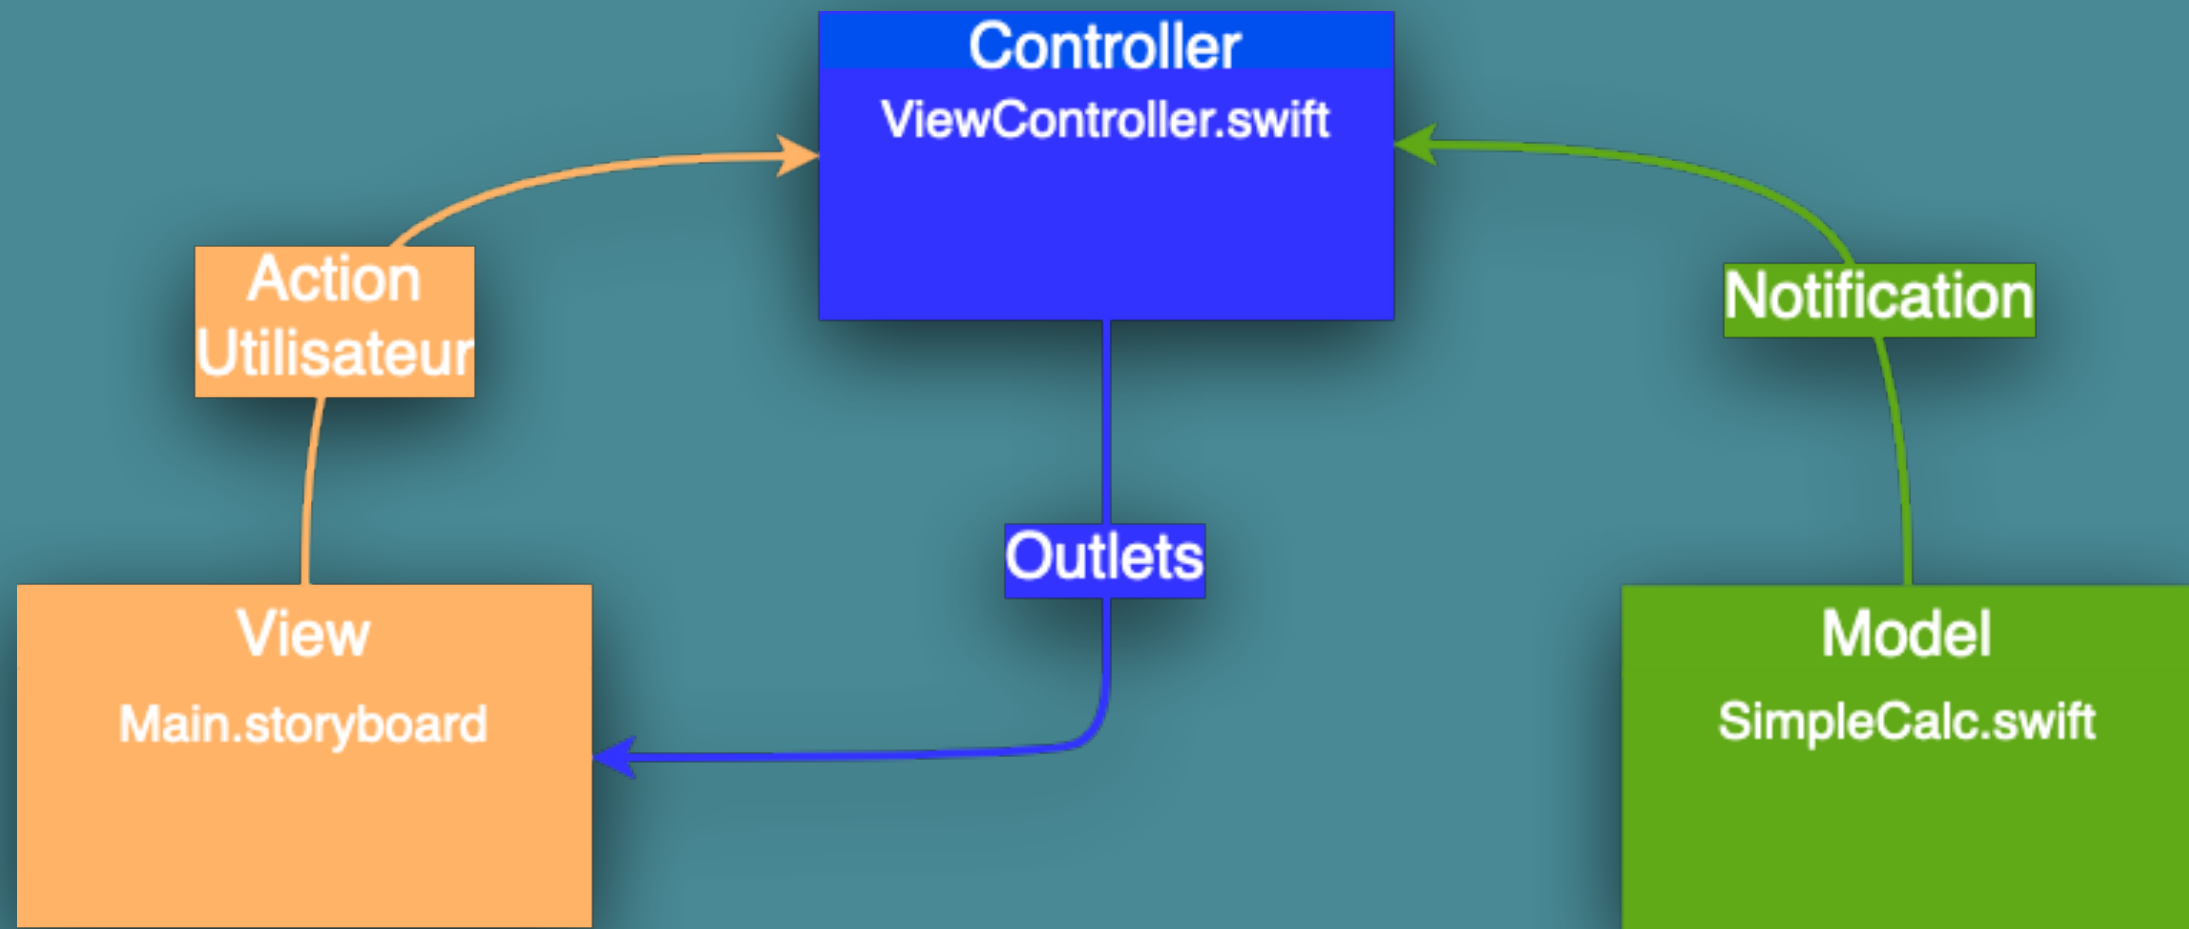 Controller
ViewController.swift
Action
Utilisateur
Notification
Outlets
View
Main.storyboard
Model
SimpleCalc.swift